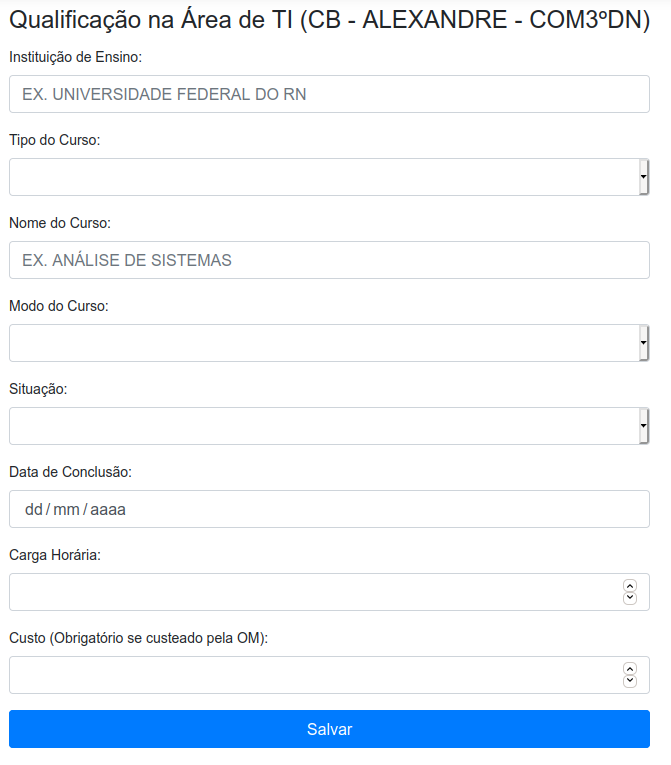 Qualificação na Área de TI (CB - ALEXANDRE - COM3ºDN)
Instituição de Ensino:
EX. UNIVERSIDADE FEDERAL DO RN
Tipo do Curso:
Nome do Curso:
EX. ANÁLISE DE SISTEMAS
Modo do Curso:
Situação:
Data de Conclusão:
dd / mm / aaaa
Carga Horária:
Custo (Obrigatório se custeado pela OM):
Salvar